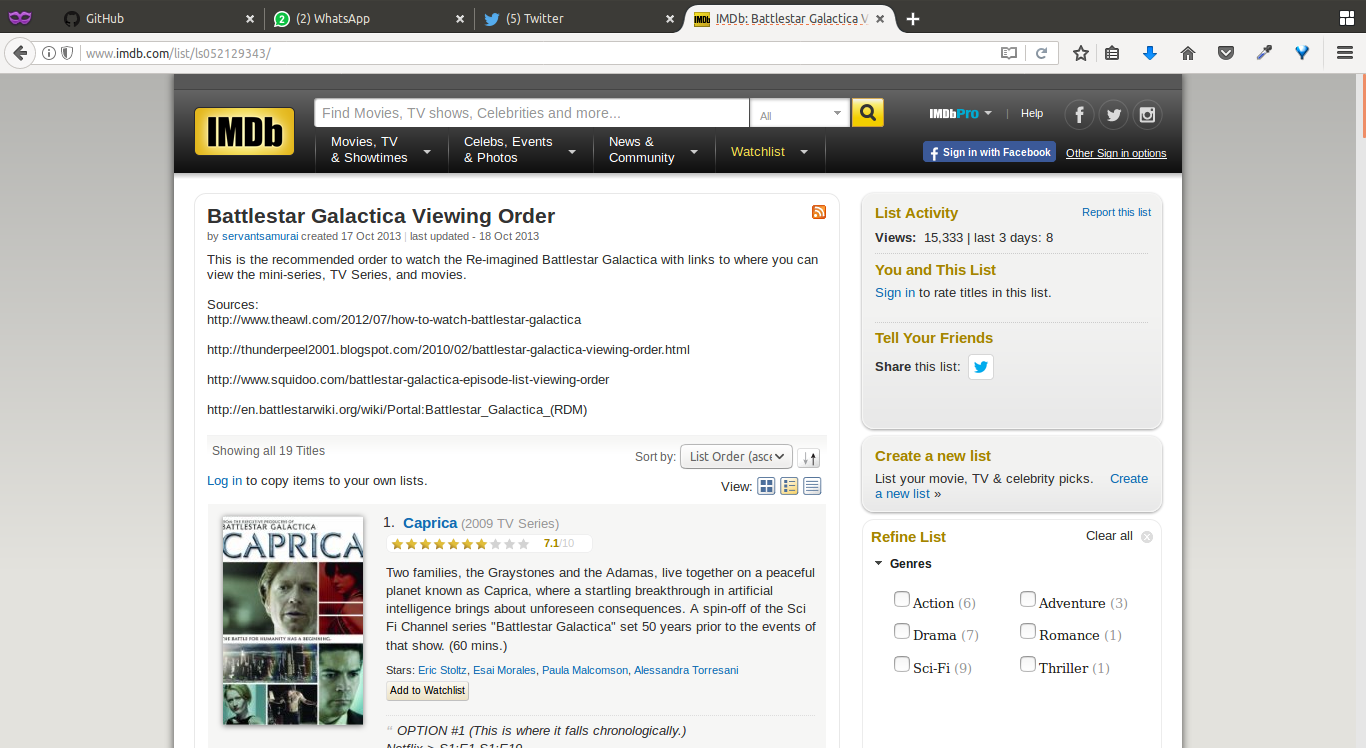 GitHub
(2) WhatsApp
(5) Twitter
IMDb: Battlestar Galactica V
www.imdb.com/list/ls052129343/
IMDb
Find Movies, TV shows, Celebrities and more...
All
IMDbPro
|
Help
Movies, TV
& Showtimes
Celebs, Events
& Photos
News &
Community
Watchlist
Sign in with Facebook
Other Sign in options
Battlestar Galactica Viewing Order
by servantsamurai created 17 Oct 2013 | last updated - 18 Oct 2013
This is the recommended order to watch the Re-imagined Battlestar Galactica with links to where you can
view the mini-series, TV Series, and movies.
Sources:
http://www.theawl.com/2012/07/how-to-watch-battlestar-galactica
http://thunderpeel2001.blogspot.com/2010/02/battlestar-galactica-viewing-order.html
http://www.squidoo.com/battlestar-galactica-episode-list-viewing-order
http://en.battlestarwiki.org/wiki/Portal:Battlestar_Galactica_(RDM)
Showing all 19 Titles
Sort by: List Order (asce
Log in to copy items to your own lists.
View:
FROM THE EXECUTIVE PRODUCERS OF
BATTLESTAR GALACTICA
CAPRICA
THE BATTLE FOR HUMANITY HAS A BEGINNING.
1. Caprica (2009 TV Series)
7.1/10
Two families, the Graystones and the Adamas, live together on a peaceful
planet known as Caprica, where a startling breakthrough in artificial
intelligence brings about unforeseen consequences. A spin-off of the Sci
Fi Channel series "Battlestar Galactica" set 50 years prior to the events
of that show. (60 mins.)
Stars: Eric Stoltz, Esai Morales, Paula Malcomson, Alessandra Torresani
Add to Watchlist
“ OPTION #1 (This is where it falls chronologically.)
Netflix > S1:E1-S1:E19
List Activity
Report this list
Views: 15,333 | last 3 days: 8
You and This List
Sign in to rate titles in this list.
Tell Your Friends
Share this list:
Create a new list
List your movie, TV & celebrity picks. Create
a new list »
Refine List
Clear all
Genres
Action (6)
Adventure (3)
Drama (7)
Romance (1)
Sci-Fi (9)
Thriller (1)